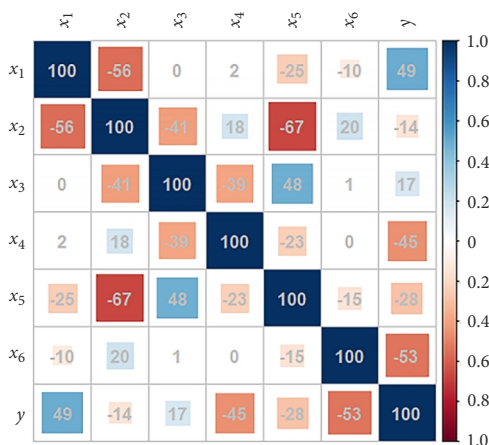 x1 x2 x3 x4 x5 x6 y
x1 100 -56 0 2 -25 -10 49 1.0
0.8
x2 -56 100 -41 18 -67 20 -14 0.6
0.4
x3 0 -41 100 -39 48 1 17 0.2
x4 2 18 -39 100 -23 0 -45 0
0.2
x5 -25 -67 48 -23 100 -15 -28 0.4
0.6
x6 -10 20 1 0 -15 100 -53
0.8
y 49 -14 17 -45 -28 -53 100
1.0